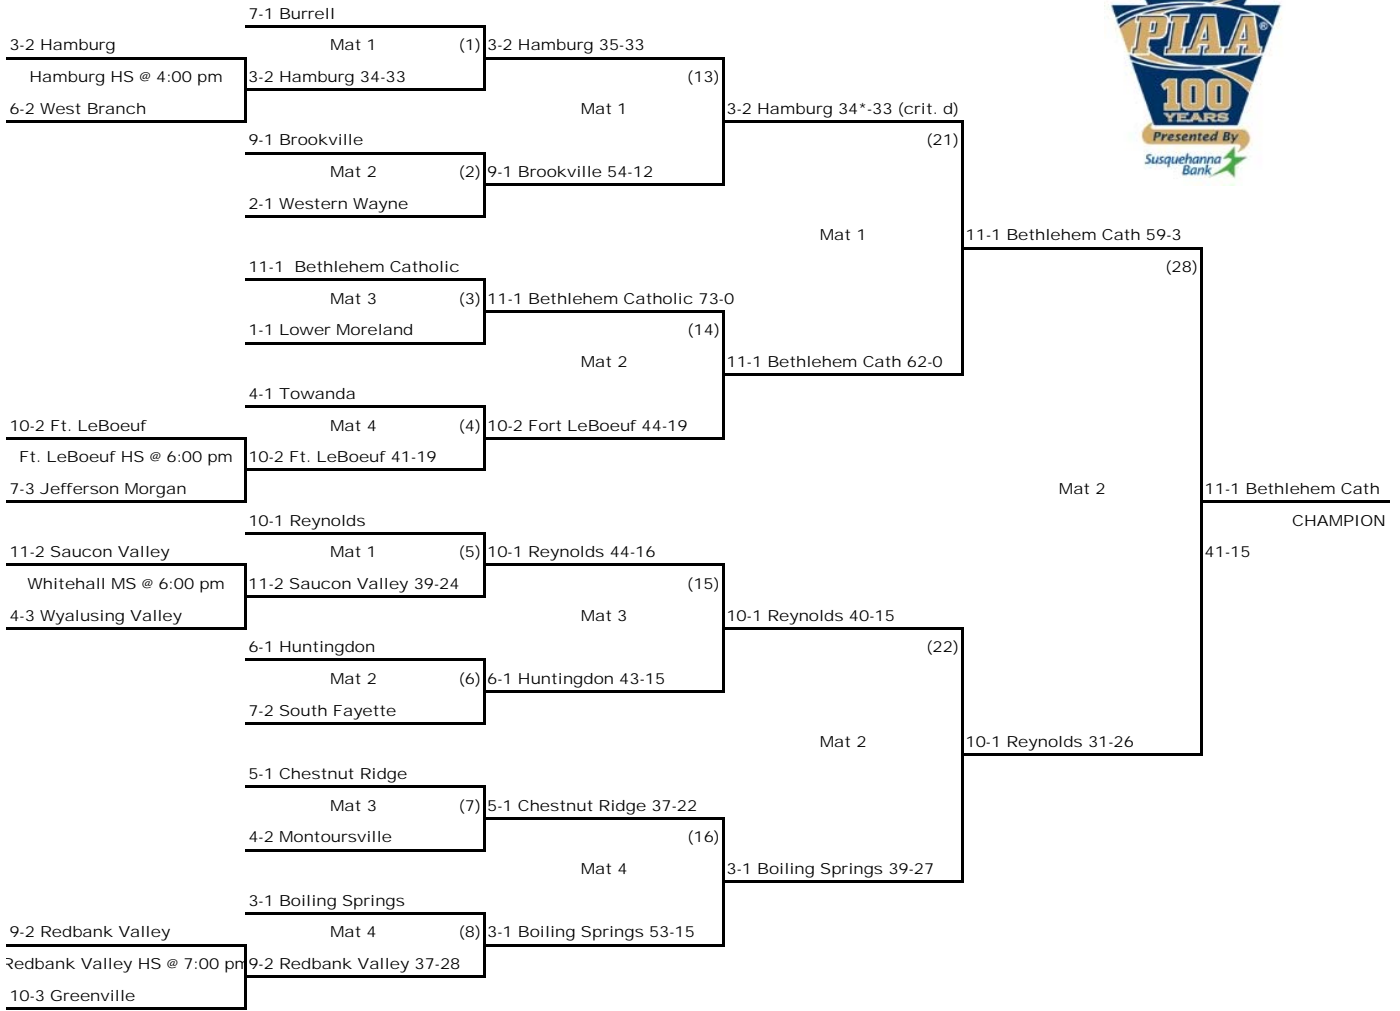 7-1 Burrell
3-2 Hamburg
Mat 1
(1)
3-2 Hamburg 35-33
Hamburg HS @ 4:00 pm
3-2 Hamburg 34-33
(13)
6-2 West Branch
Mat 1
3-2 Hamburg 34*-33 (crit. d)
9-1 Brookville
(21)
Mat 2
(2)
9-1 Brookville 54-12
2-1 Western Wayne
PIAA®
100
YEARS
Presented By
Susquehanna
Bank
Mat 1
11-1 Bethlehem Cath 59-3
11-1 Bethlehem Catholic
(28)
Mat 3
(3)
11-1 Bethlehem Catholic 73-0
1-1 Lower Moreland
(14)
Mat 2
11-1 Bethlehem Cath 62-0
4-1 Towanda
10-2 Ft. LeBoeuf
Mat 4
(4)
10-2 Fort LeBoeuf 44-19
Ft. LeBoeuf HS @ 6:00 pm
10-2 Ft. LeBoeuf 41-19
7-3 Jefferson Morgan
Mat 2
11-1 Bethlehem Cath
10-1 Reynolds
CHAMPION
11-2 Saucon Valley
Mat 1
(5)
10-1 Reynolds 44-16
41-15
Whitehall MS @ 6:00 pm
11-2 Saucon Valley 39-24
(15)
4-3 Wyalusing Valley
Mat 3
10-1 Reynolds 40-15
6-1 Huntingdon
(22)
Mat 2
(6)
6-1 Huntingdon 43-15
7-2 South Fayette
Mat 2
10-1 Reynolds 31-26
5-1 Chestnut Ridge
Mat 3
(7)
5-1 Chestnut Ridge 37-22
4-2 Montoursville
(16)
Mat 4
3-1 Boiling Springs 39-27
3-1 Boiling Springs
9-2 Redbank Valley
Mat 4
(8)
3-1 Boiling Springs 53-15
Redbank Valley HS @ 7:00 pm
9-2 Redbank Valley 37-28
10-3 Greenville